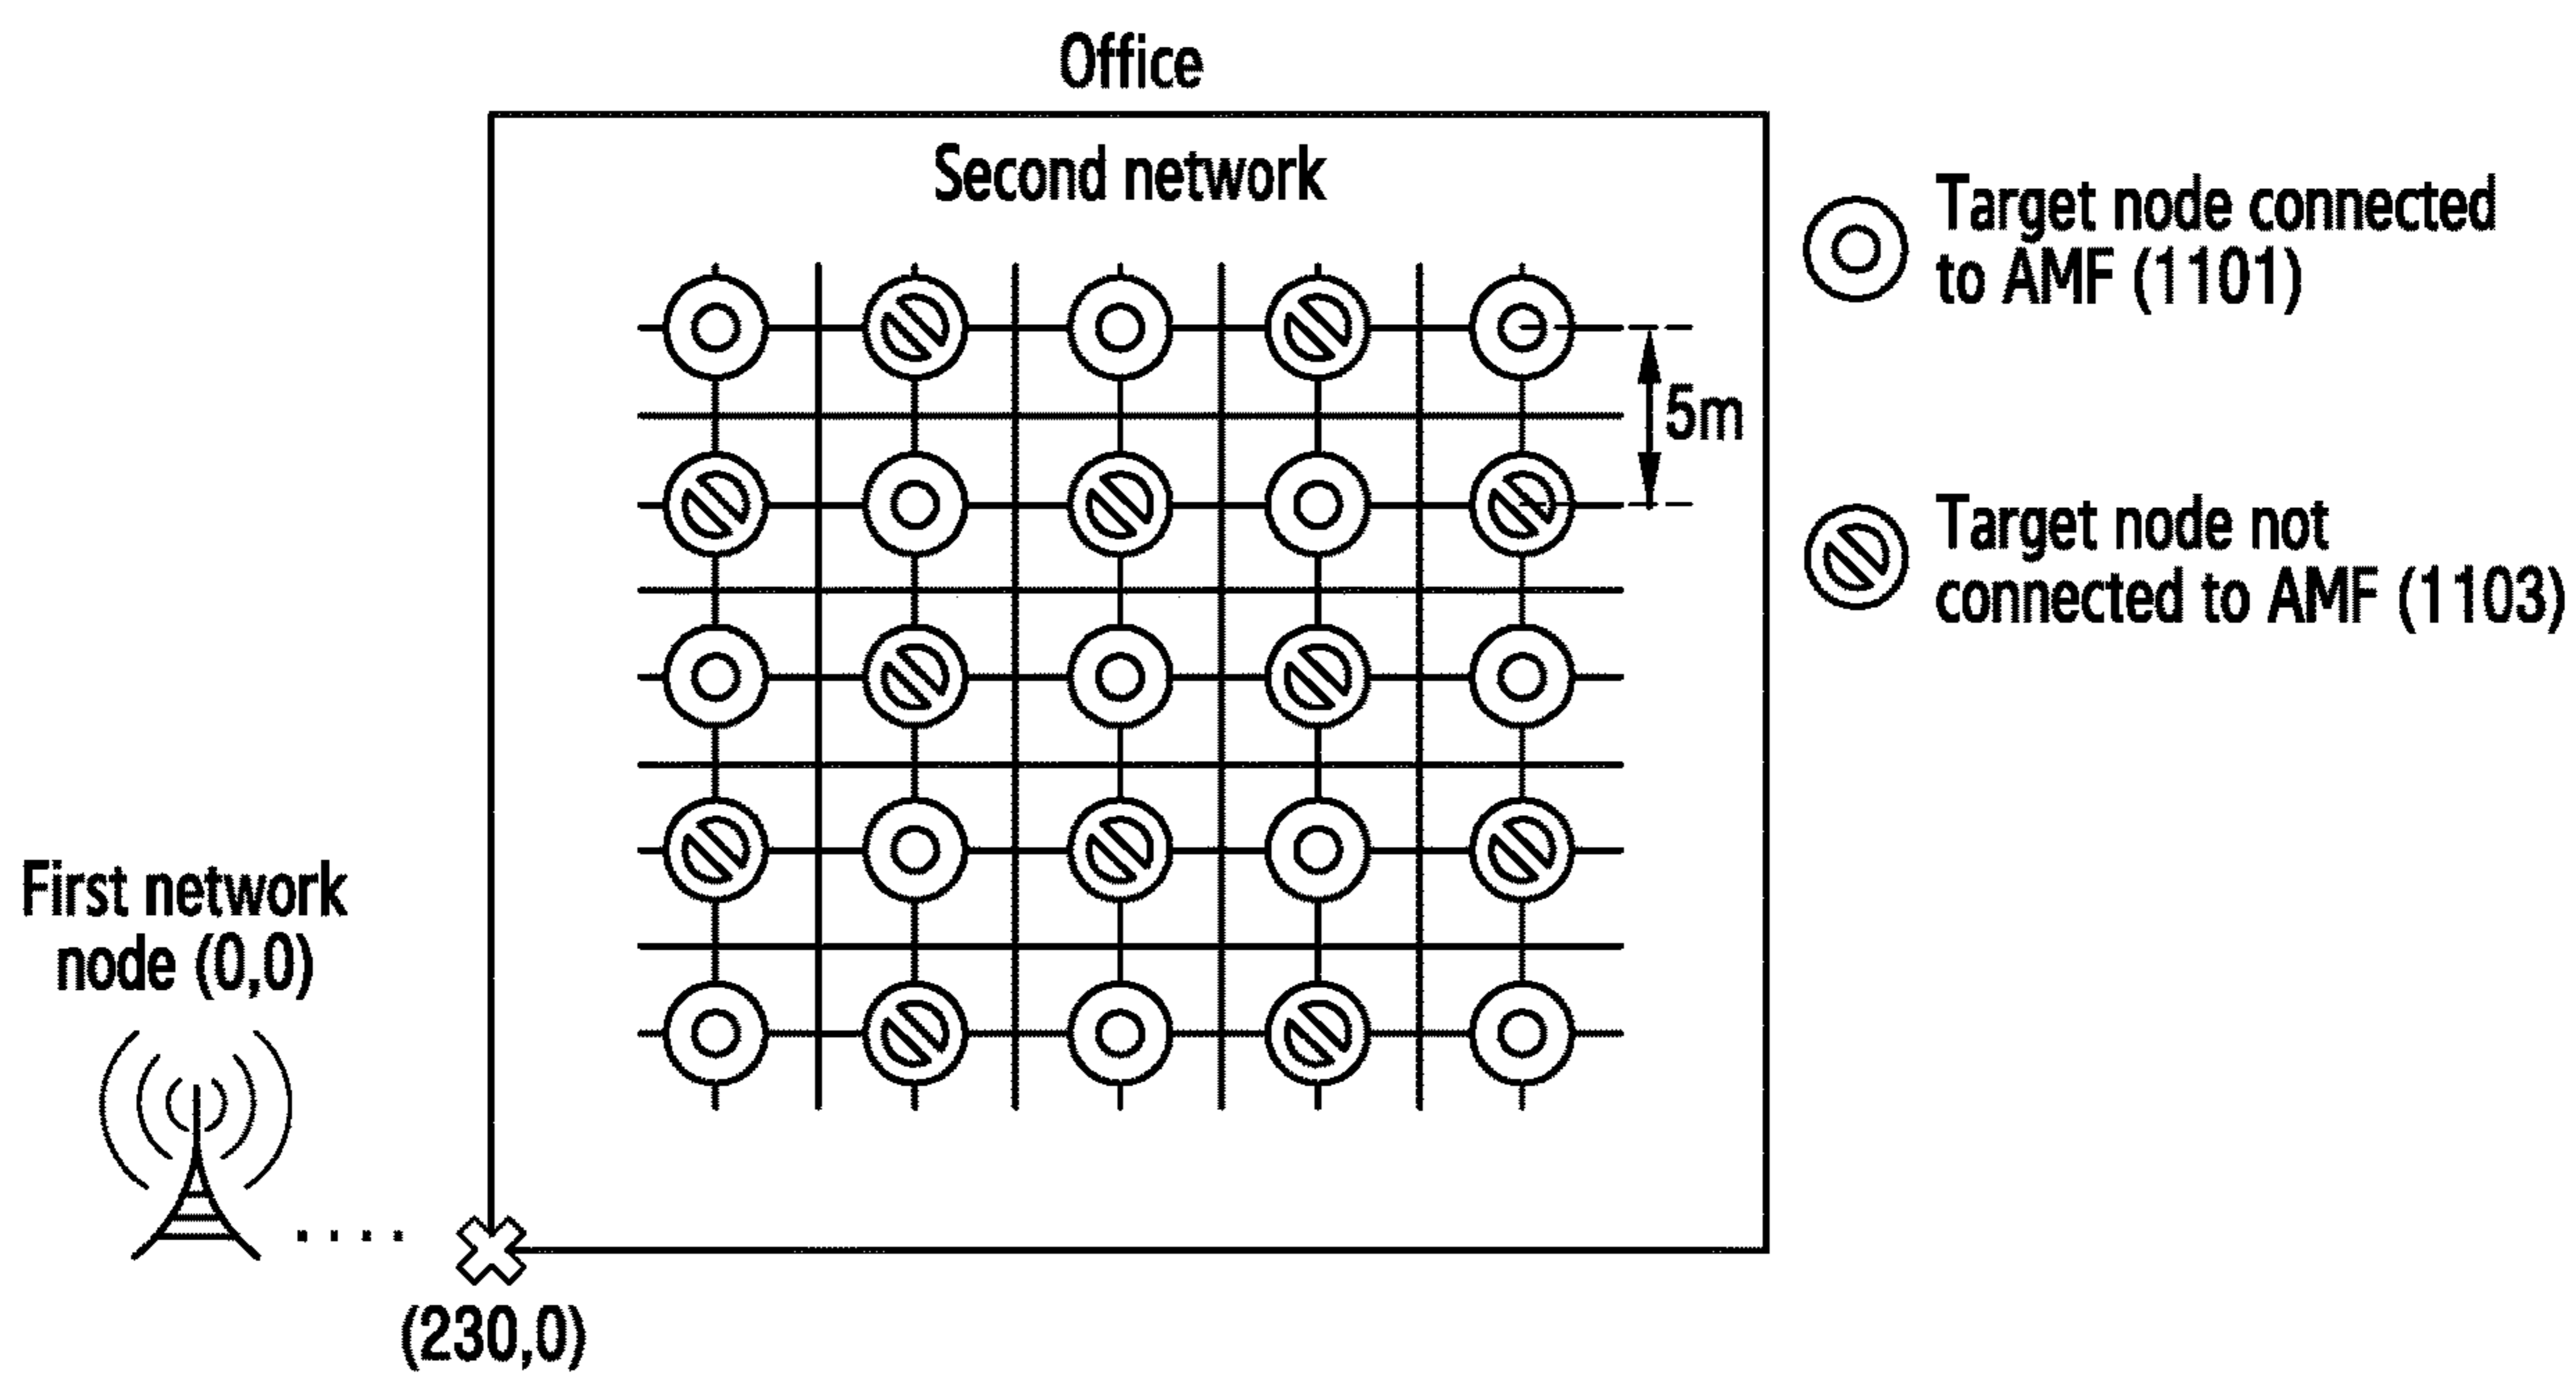 Office
Second network
Target node connected
to AMF (1101)
5m
Target node not
connected to AMF (1103)
First network
node (0,0)
(230,0)